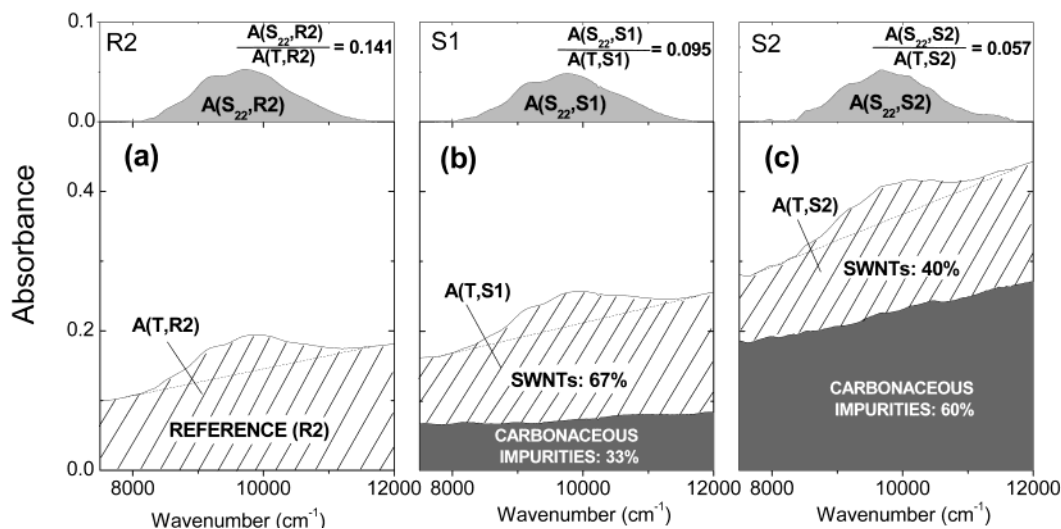 R2
A(S22,R2)
A(T,R2)
= 0.141
A(S22,R2)
S1
A(S22,S1)
A(T,S1)
= 0.095
A(S22,S1)
S2
A(S22,S2)
A(T,S2)
= 0.057
A(S22,S2)
0.1
0.0
Absorbance
0.4
0.2
0.0
(a)
A(T,R2)
REFERENCE (R2)
8000 10000 12000
Wavenumber (cm-1)
(b)
A(T,S1)
SWNTs: 67%
CARBONACEOUS
IMPURITIES: 33%
8000 10000 12000
Wavenumber (cm-1)
(c)
A(T,S2)
SWNTs: 40%
CARBONACEOUS
IMPURITIES: 60%
8000 10000 12000
Wavenumber (cm-1)